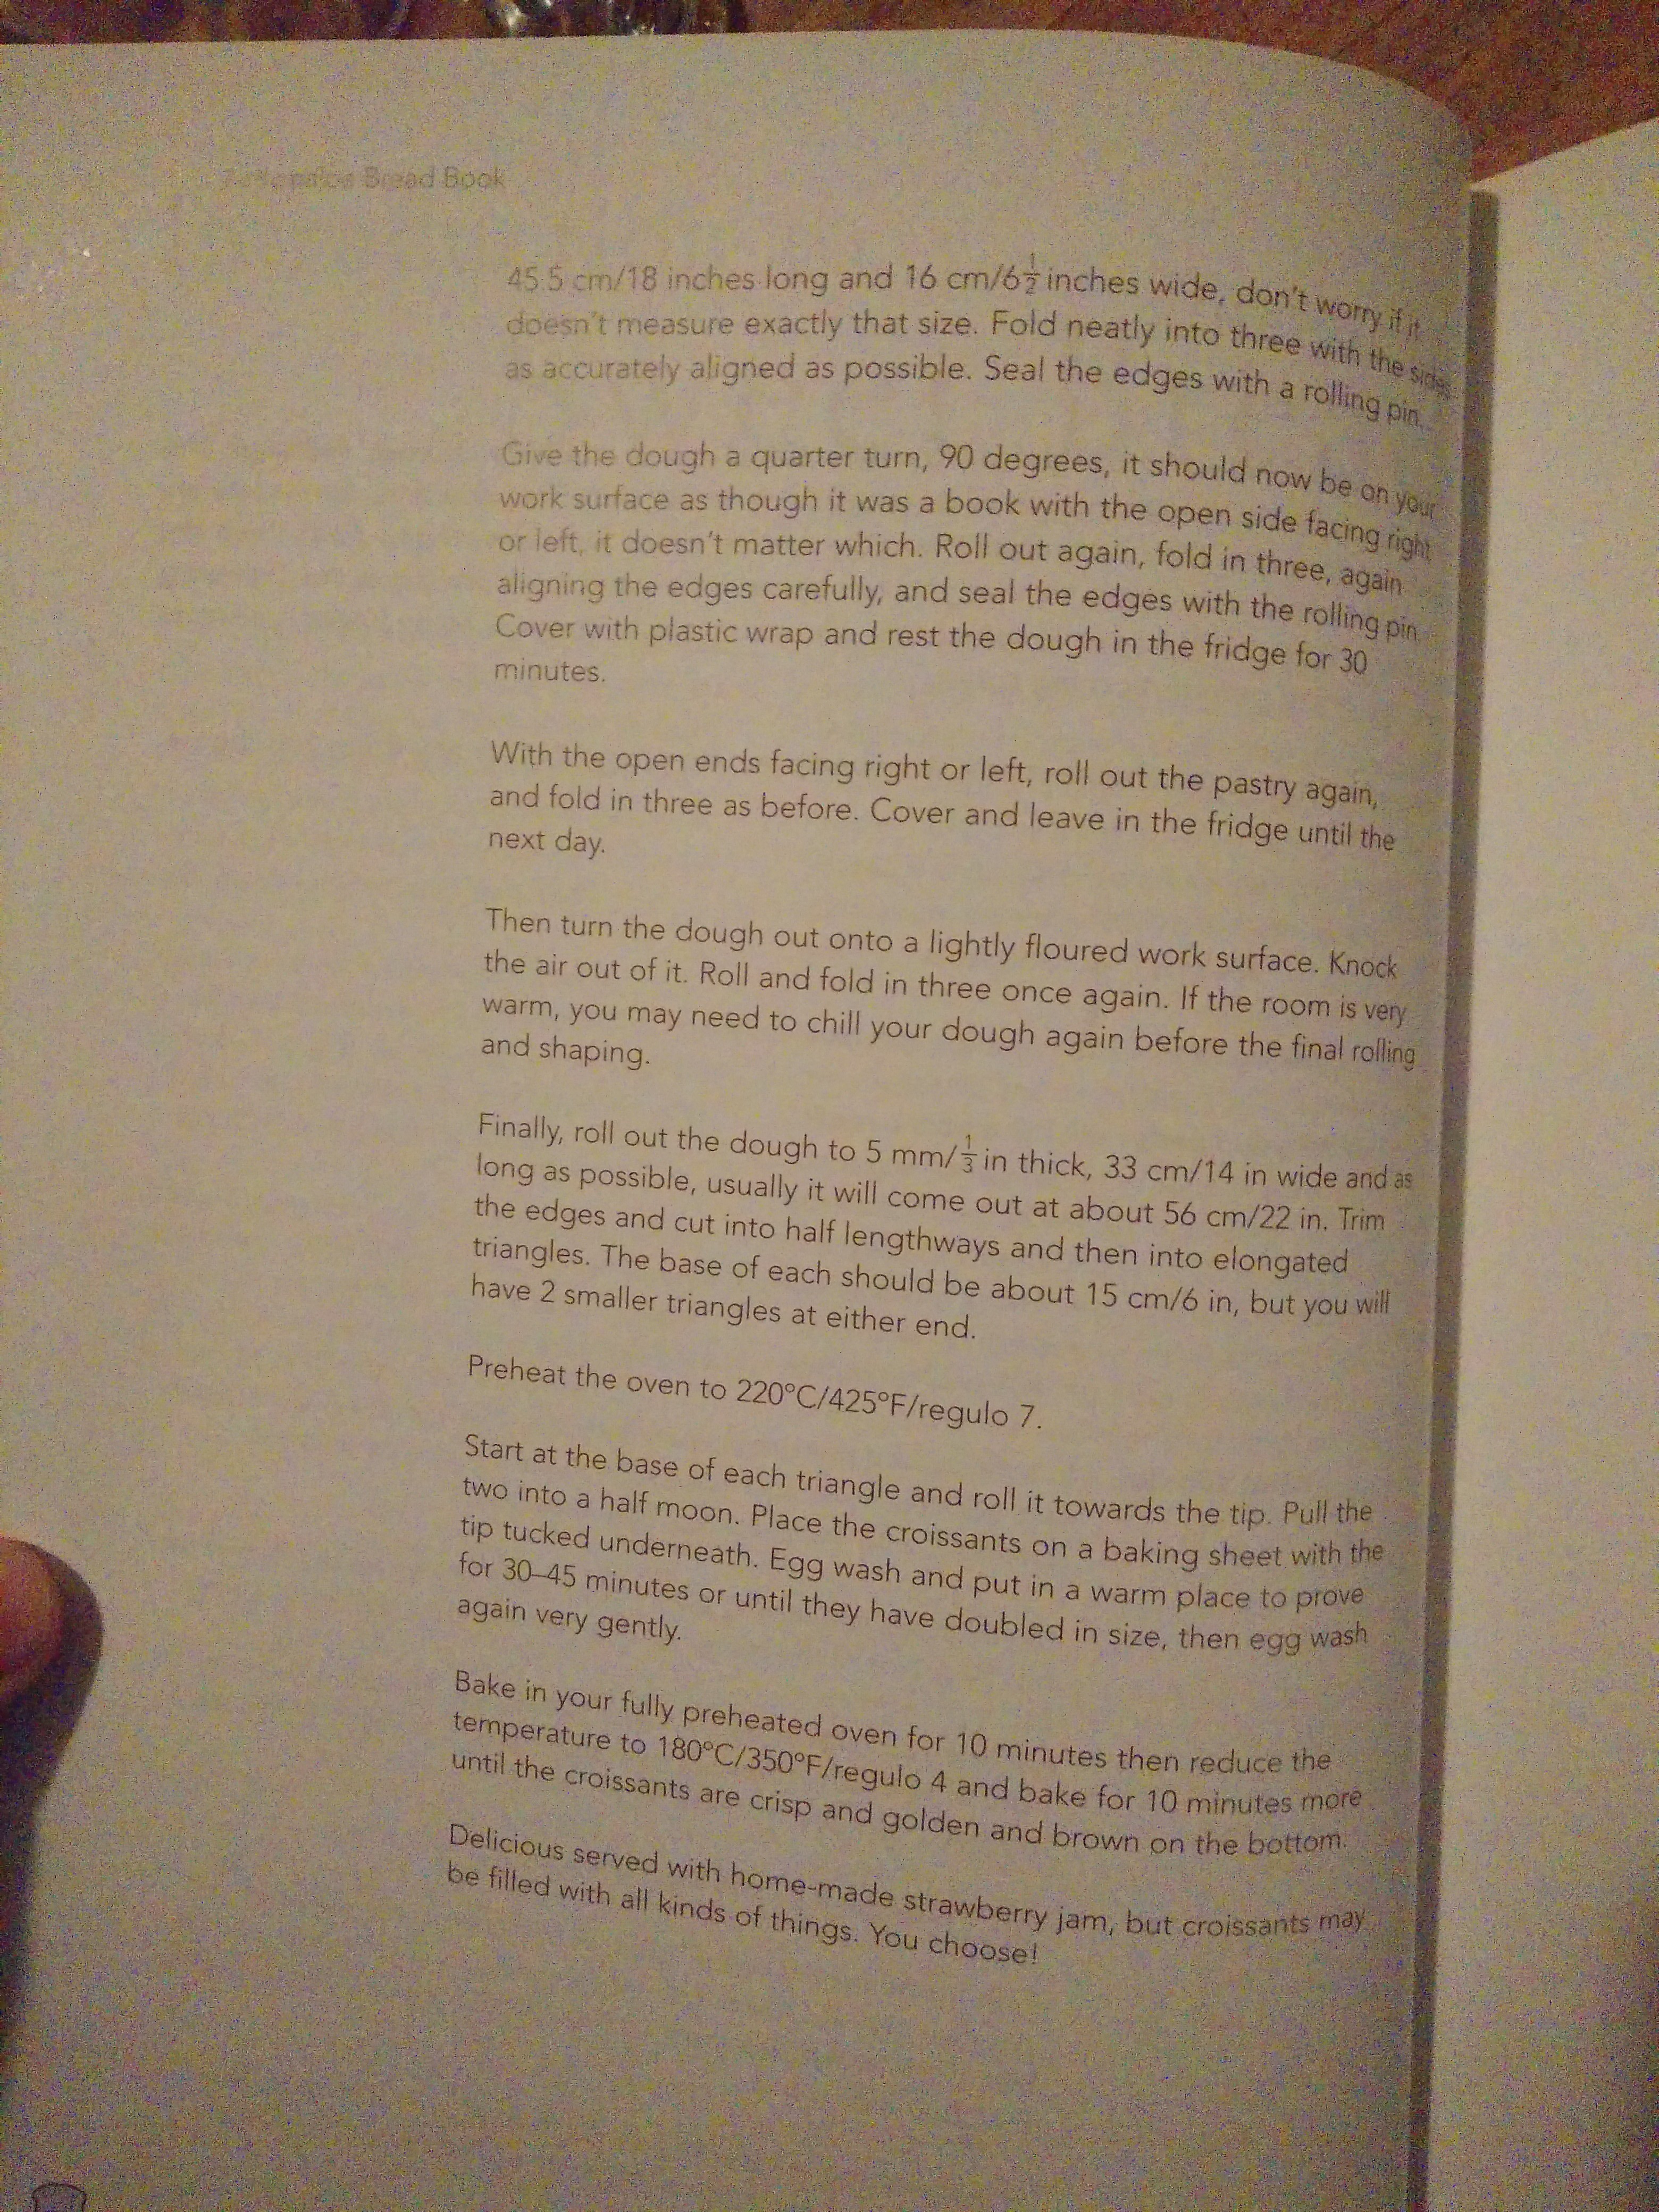 Bread Book
45.5 cm/18 inches long and 16 cm/6½ inches wide, don't worry if it
doesn't measure exactly that size. Fold neatly into three with the sides
as accurately aligned as possible. Seal the edges with a rolling pin.
Give the dough a quarter turn, 90 degrees, it should now be on your
work surface as though it was a book with the open side facing right
or left, it doesn't matter which. Roll out again, fold in three, again
aligning the edges carefully, and seal the edges with the rolling pin.
Cover with plastic wrap and rest the dough in the fridge for 30
minutes.
With the open ends facing right or left, roll out the pastry again,
and fold in three as before. Cover and leave in the fridge until the
next day.
Then turn the dough out onto a lightly floured work surface. Knock
the air out of it. Roll and fold in three once again. If the room is very
warm, you may need to chill your dough again before the final rolling
and shaping.
Finally, roll out the dough to 5 mm/⅓ in thick, 33 cm/14 in wide and as
long as possible, usually it will come out at about 56 cm/22 in. Trim
the edges and cut into half lengthways and then into elongated
triangles. The base of each should be about 15 cm/6 in, but you will
have 2 smaller triangles at either end.
Preheat the oven to 220°C/425°F/regulo 7.
Start at the base of each triangle and roll it towards the tip. Pull the
two into a half moon. Place the croissants on a baking sheet with the
tip tucked underneath. Egg wash and put in a warm place to prove
for 30–45 minutes or until they have doubled in size, then egg wash
again very gently.
Bake in your fully preheated oven for 10 minutes then reduce the
temperature to 180°C/350°F/regulo 4 and bake for 10 minutes more
until the croissants are crisp and golden and brown on the bottom.
Delicious served with home-made strawberry jam, but croissants may
be filled with all kinds of things. You choose!